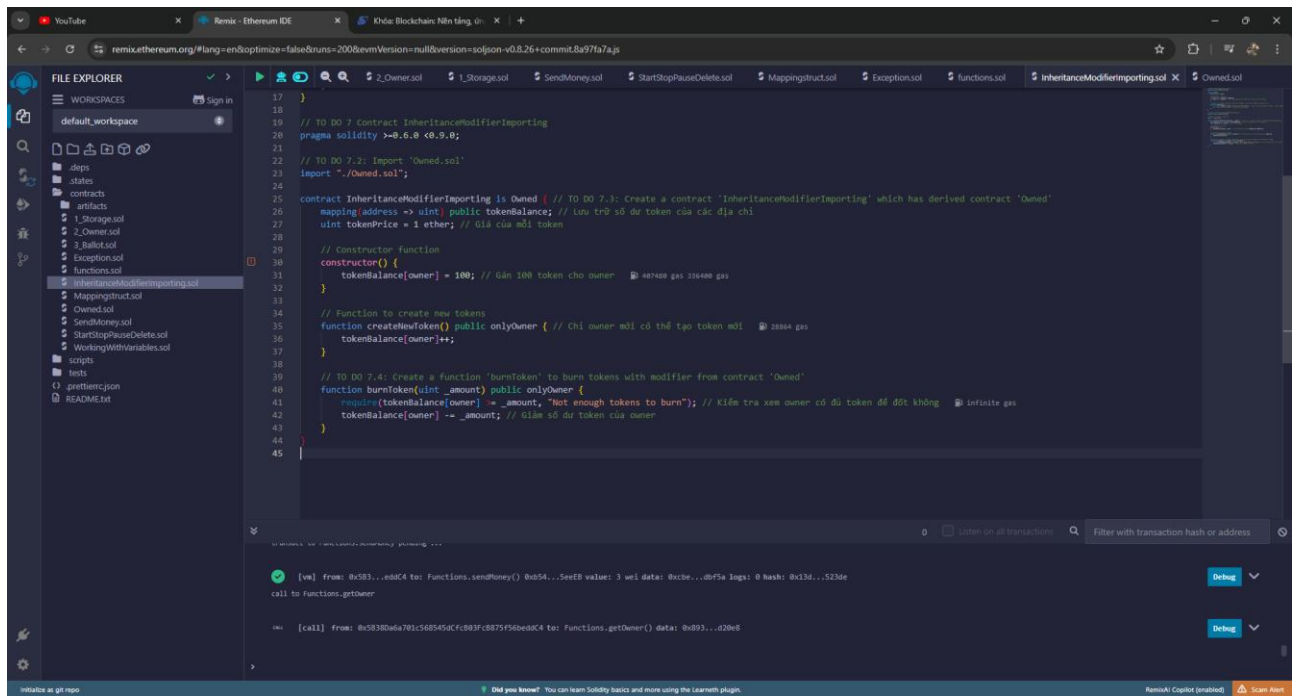 YouTube
Remix - Ethereum IDE
Khóa: Blockchain: Nền tảng, ứn
remix.ethereum.org/#lang=en&optimize=false&runs=200&evmVersion=null&version=soljson-v0.8.26+commit.8a97fa7a.js
FILE EXPLORER
WORKSPACES
Sign in
default_workspace
.deps
.states
contracts
artifacts
1_Storage.sol
2_Owner.sol
3_Ballot.sol
Exception.sol
functions.sol
InheritanceModifierImporting.sol
Mappingstruct.sol
Owned.sol
SendMoney.sol
StartStopPauseDelete.sol
WorkingWithVariables.sol
scripts
tests
.prettierrc.json
README.txt
2_Owner.sol
1_Storage.sol
SendMoney.sol
StartStopPauseDelete.sol
Mappingstruct.sol
Exception.sol
functions.sol
InheritanceModifierImporting.sol
Owned.sol
17 }
18
19 // TO DO 7 Contract InheritanceModifierImporting
20 pragma solidity >=0.6.0 <0.9.0;
21
22 // TO DO 7.2: Import 'Owned.sol'
23 import "./Owned.sol";
24
25 contract InheritanceModifierImporting is Owned { // TO DO 7.3: Create a contract 'InheritanceModifierImporting' which has derived contract 'Owned'
26 mapping(address => uint) public tokenBalance; // Lưu trữ số dư token của các địa chỉ
27 uint tokenPrice = 1 ether; // Giá của mỗi token
28
29 // Constructor function
30 constructor() {
31 tokenBalance[owner] = 100; // Gán 100 token cho owner 407480 gas 336400 gas
32 }
33
34 // Function to create new tokens
35 function createNewToken() public onlyOwner { // Chỉ owner mới có thể tạo token mới 28864 gas
36 tokenBalance[owner]++;
37 }
38
39 // TO DO 7.4: Create a function 'burnToken' to burn tokens with modifier from contract 'Owned'
40 function burnToken(uint _amount) public onlyOwner {
41 require(tokenBalance[owner] >= _amount, "Not enough tokens to burn"); // Kiểm tra xem owner có đủ token để đốt không infinite gas
42 tokenBalance[owner] -= _amount; // Giảm số dư token của owner
43 }
44 }
45
0
Listen on all transactions
Filter with transaction hash or address
transact to Functions.sendMoney pending ...
[vm] from: 0x5B3...eddC4 to: Functions.sendMoney() 0xb54...5eeEB value: 3 wei data: 0xcbe...dbf5a logs: 0 hash: 0x13d...523de
Debug
call to Functions.getOwner
[call] from: 0x5B38Da6a701c568545dCfcB03FcB875f56beddC4 to: Functions.getOwner() data: 0x893...d20e8
Debug
>
Initialize as git repo
Did you know? You can learn Solidity basics and more using the Learneth plugin.
RemixAI Copilot (enabled)
Scam Alert